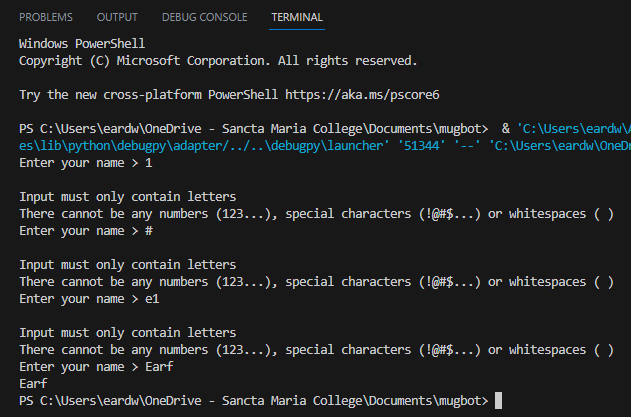 PROBLEMS OUTPUT DEBUG CONSOLE TERMINAL
Windows PowerShell
Copyright (C) Microsoft Corporation. All rights reserved.
Try the new cross-platform PowerShell https://aka.ms/pscore6
PS C:\Users\eardw\OneDrive - Sancta Maria College\Documents\mugbot>  & 'C:\Users\eardw\A
es\lib\python\debugpy\adapter/../..\debugpy\launcher' '51344' '--' 'C:\Users\eardw\OneDr
Enter your name > 1
Input must only contain letters
There cannot be any numbers (123...), special characters (!@#$...) or whitespaces ( )
Enter your name > #
Input must only contain letters
There cannot be any numbers (123...), special characters (!@#$...) or whitespaces ( )
Enter your name > e1
Input must only contain letters
There cannot be any numbers (123...), special characters (!@#$...) or whitespaces ( )
Enter your name > Earf
Earf
PS C:\Users\eardw\OneDrive - Sancta Maria College\Documents\mugbot>